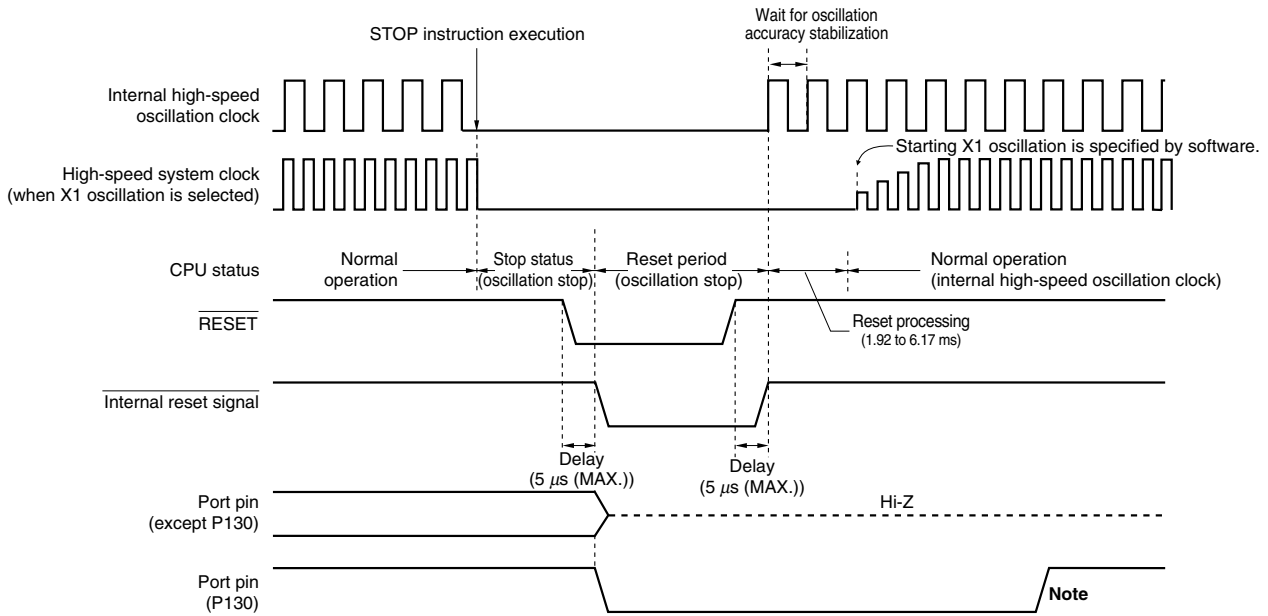 Wait for oscillation
accuracy stabilization
STOP instruction execution
Internal high-speed
oscillation clock
Starting X1 oscillation is specified by software.
High-speed system clock
(when X1 oscillation is selected)
CPU status
Normal
operation
Stop status
(oscillation stop)
Reset period
(oscillation stop)
Normal operation
(internal high-speed oscillation clock)
RESET
Reset processing
(1.92 to 6.17 ms)
Internal reset signal
Delay
(5 μs (MAX.))
Delay
(5 μs (MAX.))
Port pin
(except P130)
Hi-Z
Port pin
(P130)
Note